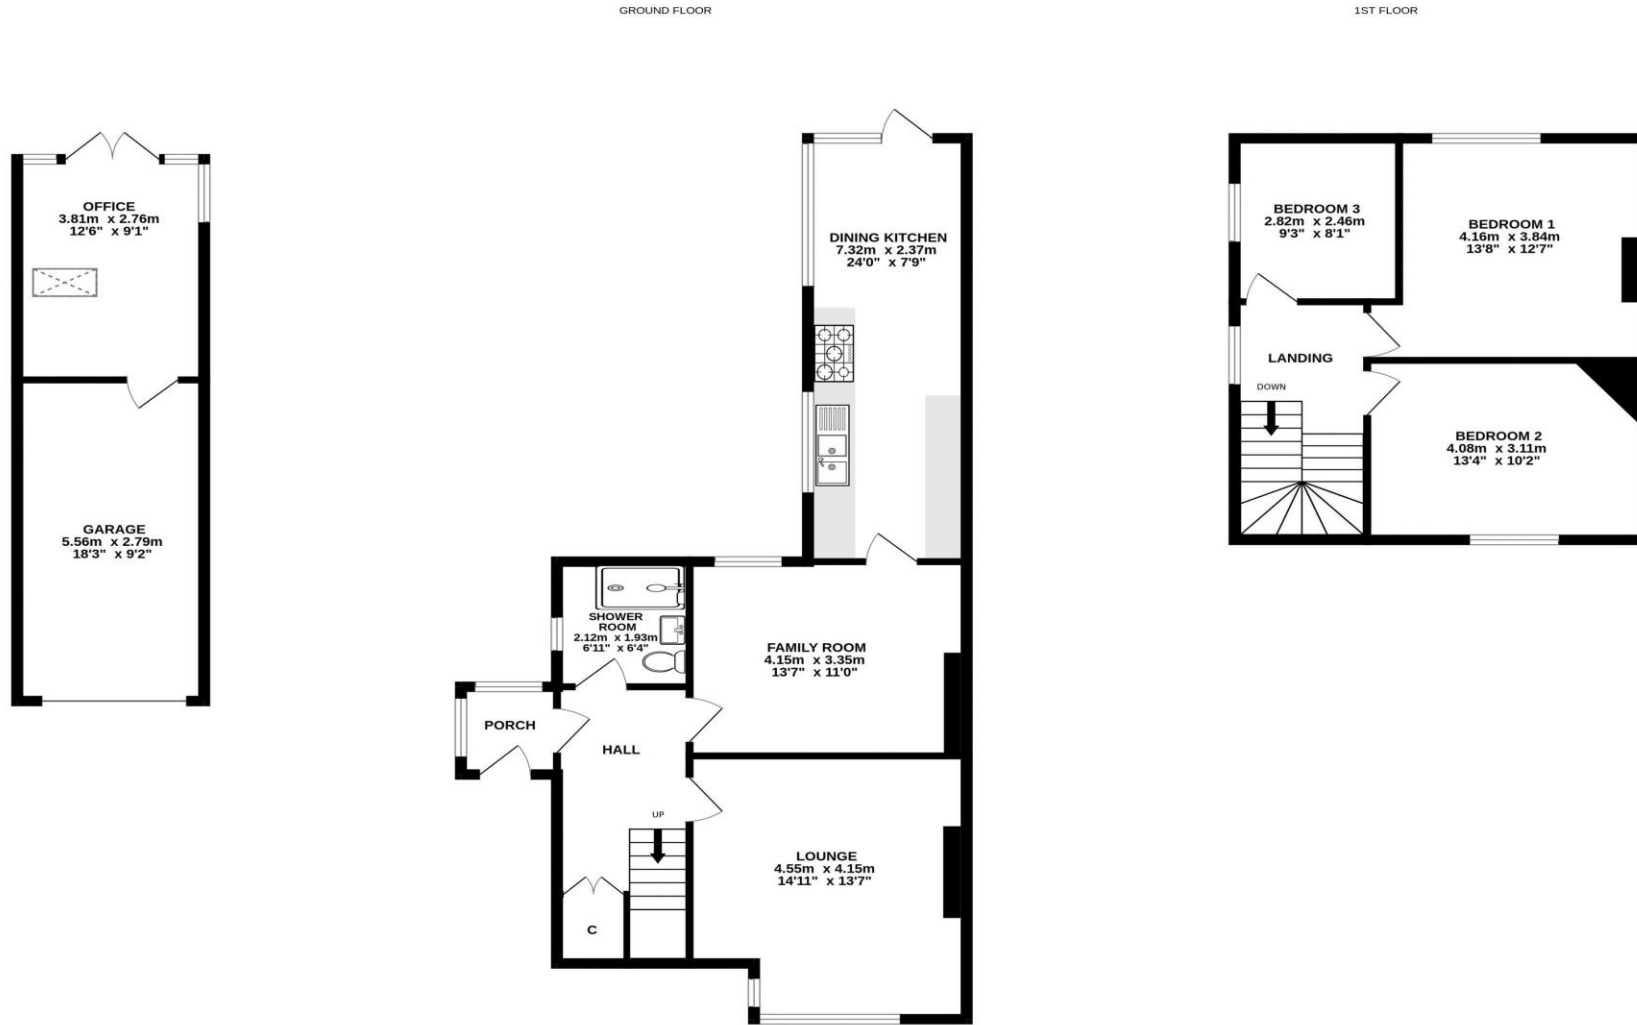 GROUND FLOOR
1ST FLOOR
OFFICE
3.81m x 2.76m
12'6" x 9'1"
GARAGE
5.56m x 2.79m
18'3" x 9'2"
DINING KITCHEN
7.32m x 2.37m
24'0" x 7'9"
SHOWER
ROOM
2.12m x 1.93m
6'11" x 6'4"
FAMILY ROOM
4.15m x 3.35m
13'7" x 11'0"
PORCH
HALL
UP
LOUNGE
4.55m x 4.15m
14'11" x 13'7"
C
BEDROOM 3
2.82m x 2.46m
9'3" x 8'1"
BEDROOM 1
4.16m x 3.84m
13'8" x 12'7"
LANDING
DOWN
BEDROOM 2
4.08m x 3.11m
13'4" x 10'2"